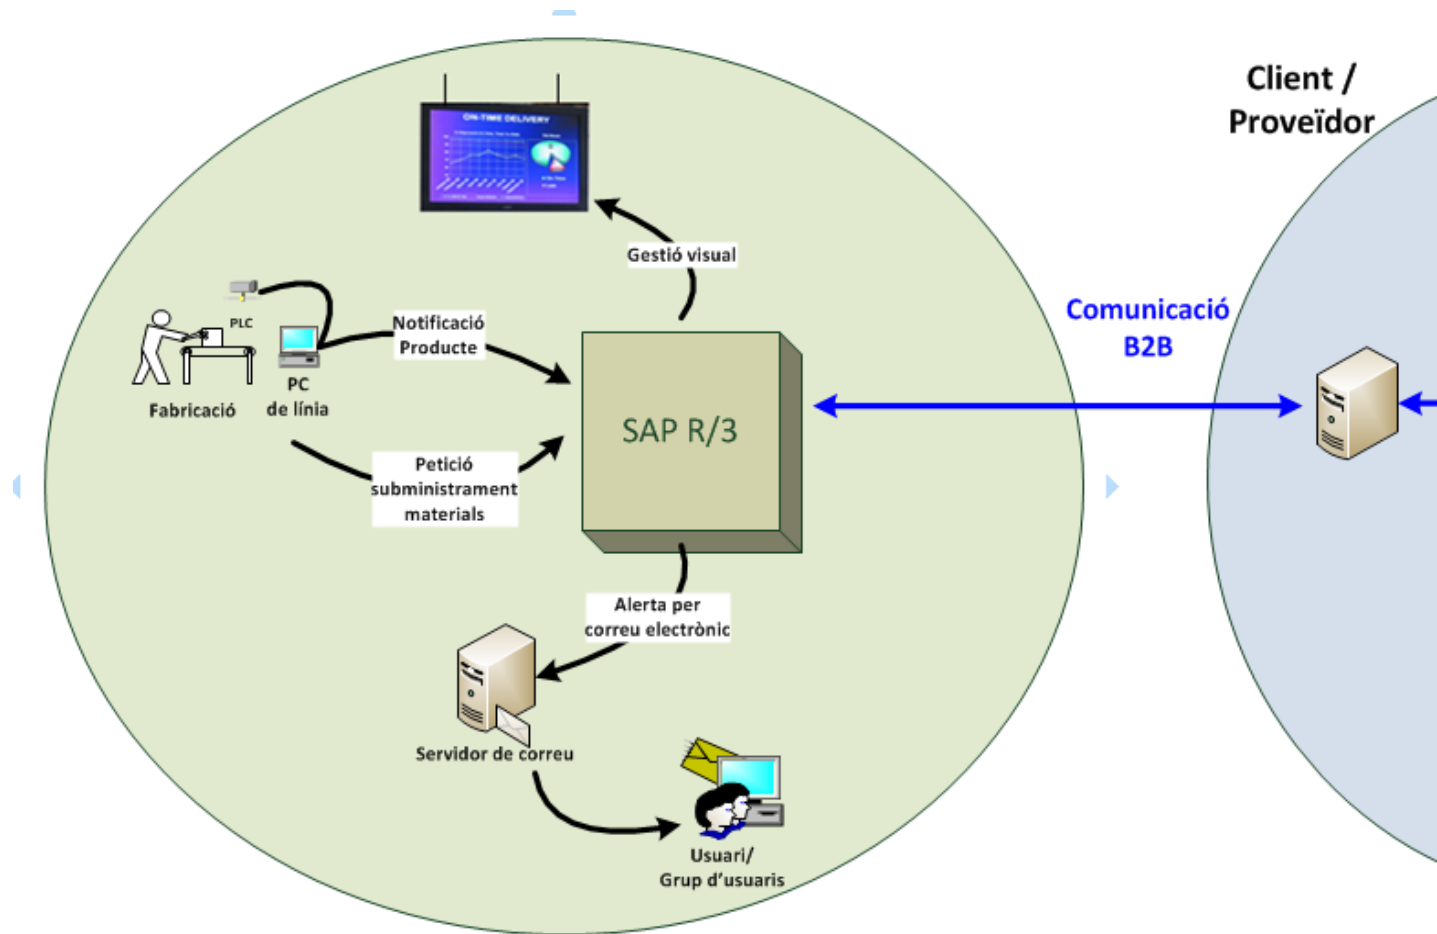 Client /
Proveïdor
ON-TIME DELIVERY
Gestió visual
Comunicació
B2B
PLC
Notificació
Producte
PC
de línia
Fabricació
SAP R/3
Petició
subministrament
materials
Alerta per
correu electrònic
Servidor de correu
Usuari/
Grup d'usuaris